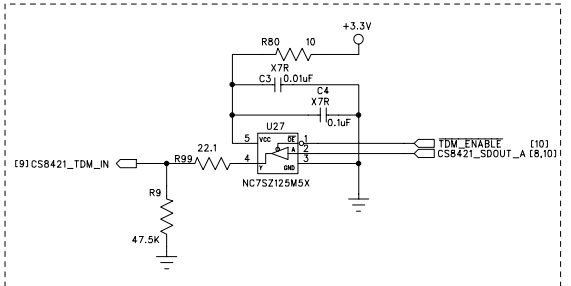 +3.3V
R80 10
X7R
C3 0.01uF
C4
X7R
0.1uF
U27
5 VCC OE 1
A 2
4 Y GND 3
NC7SZ125M5X
TDM_ENABLE [10]
CS8421_SDOUT_A [8,10]
22.1
[9] CS8421_TDM_IN R99
R9
47.5K